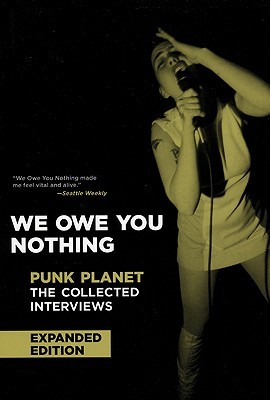 "We Owe You Nothing made
me feel vital and alive."
—Seattle Weekly
WE OWE YOU
NOTHING
PUNK PLANET
THE COLLECTED
INTERVIEWS
EXPANDED
EDITION